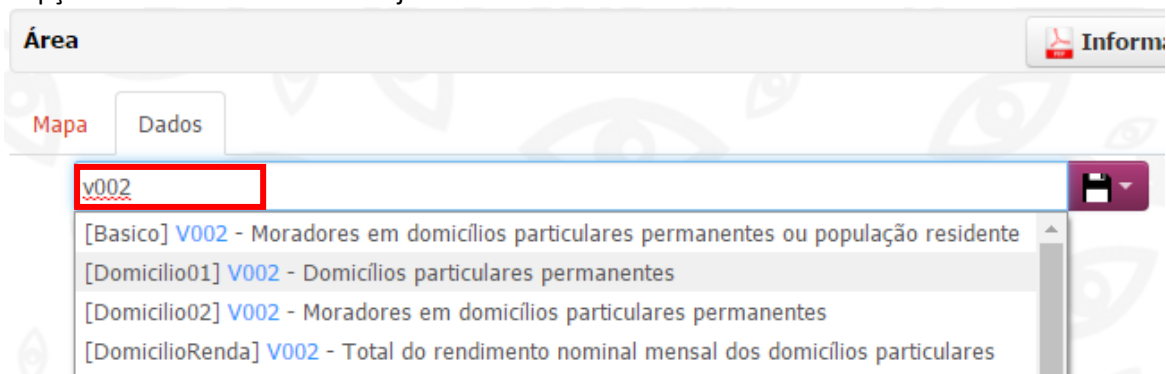 Área
Informa
Mapa
Dados
v002
[Basico] V002 - Moradores em domicílios particulares permanentes ou população residente
[Domicilio01] V002 - Domicílios particulares permanentes
[Domicilio02] V002 - Moradores em domicílios particulares permanentes
[DomicilioRenda] V002 - Total do rendimento nominal mensal dos domicílios particulares